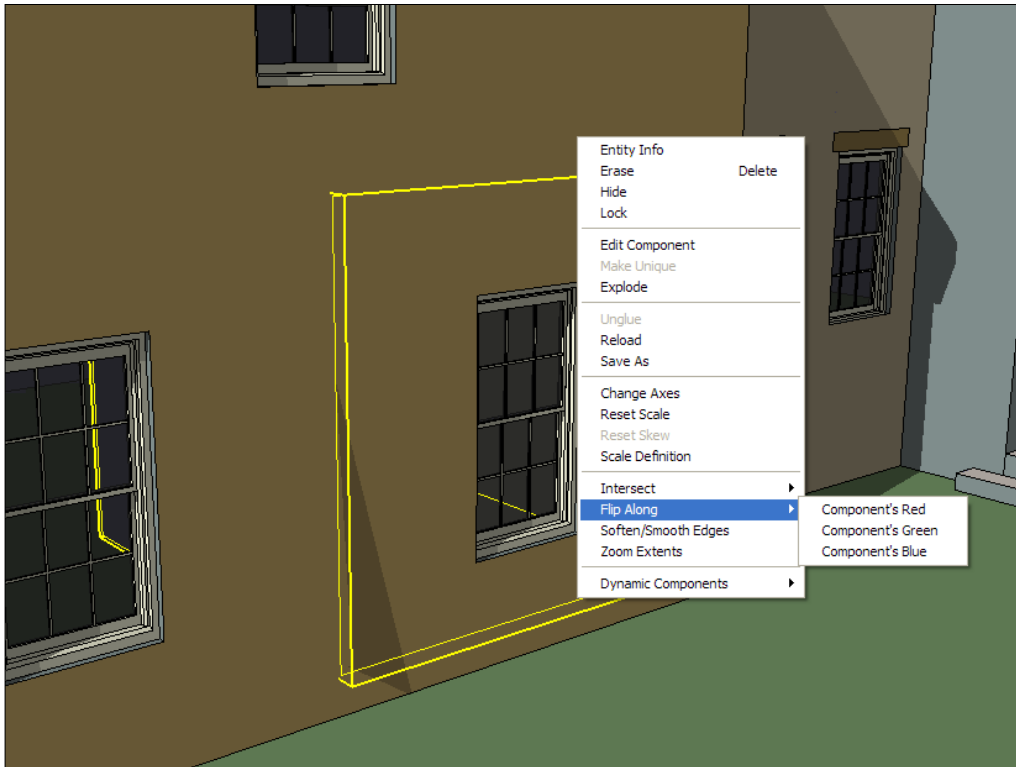 Entity Info
Erase Delete
Hide
Lock
Edit Component
Make Unique
Explode
Unglue
Reload
Save As
Change Axes
Reset Scale
Reset Skew
Scale Definition
Intersect
Flip Along Component's Red
Soften/Smooth Edges Component's Green
Zoom Extents Component's Blue
Dynamic Components